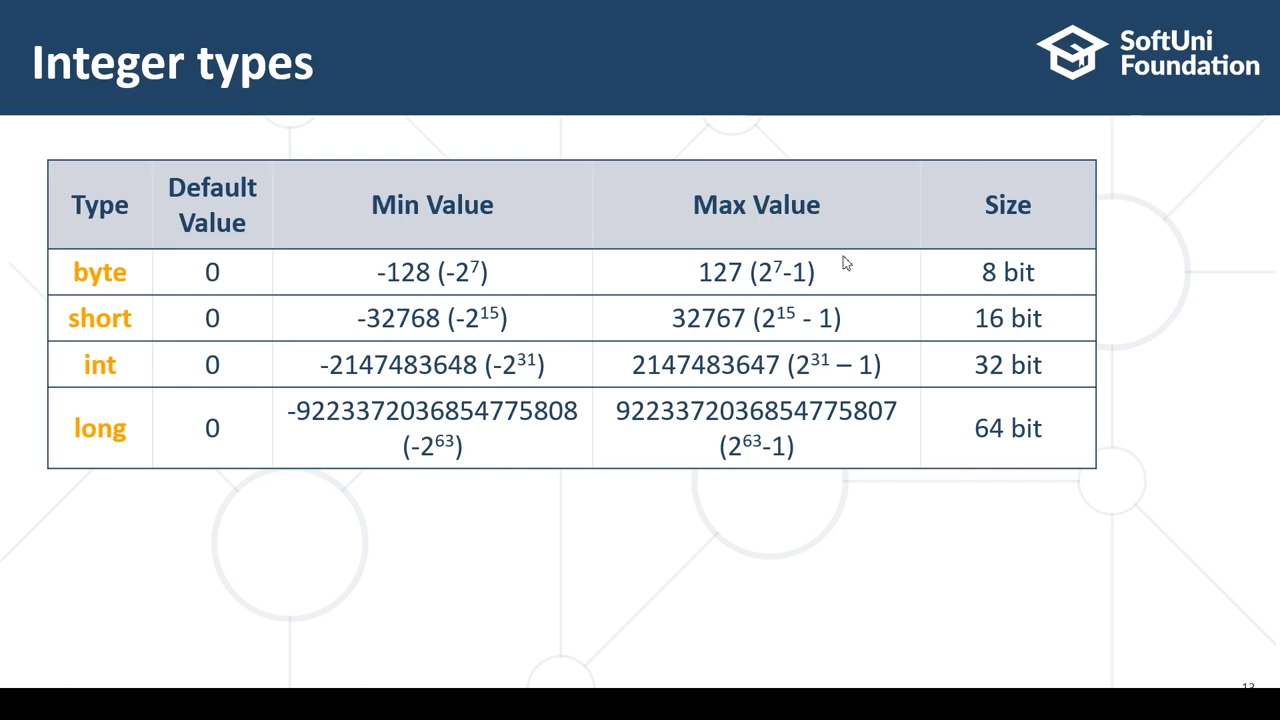 Integer types
SoftUni
Foundation
Type
Default
Value
Min Value
Max Value
Size
byte
0
-128 (-2⁷)
127 (2⁷-1)
8 bit
short
0
-32768 (-2¹⁵)
32767 (2¹⁵ - 1)
16 bit
int
0
-2147483648 (-2³¹)
2147483647 (2³¹ – 1)
32 bit
long
0
-9223372036854775808
(-2⁶³)
9223372036854775807
(2⁶³-1)
64 bit
13